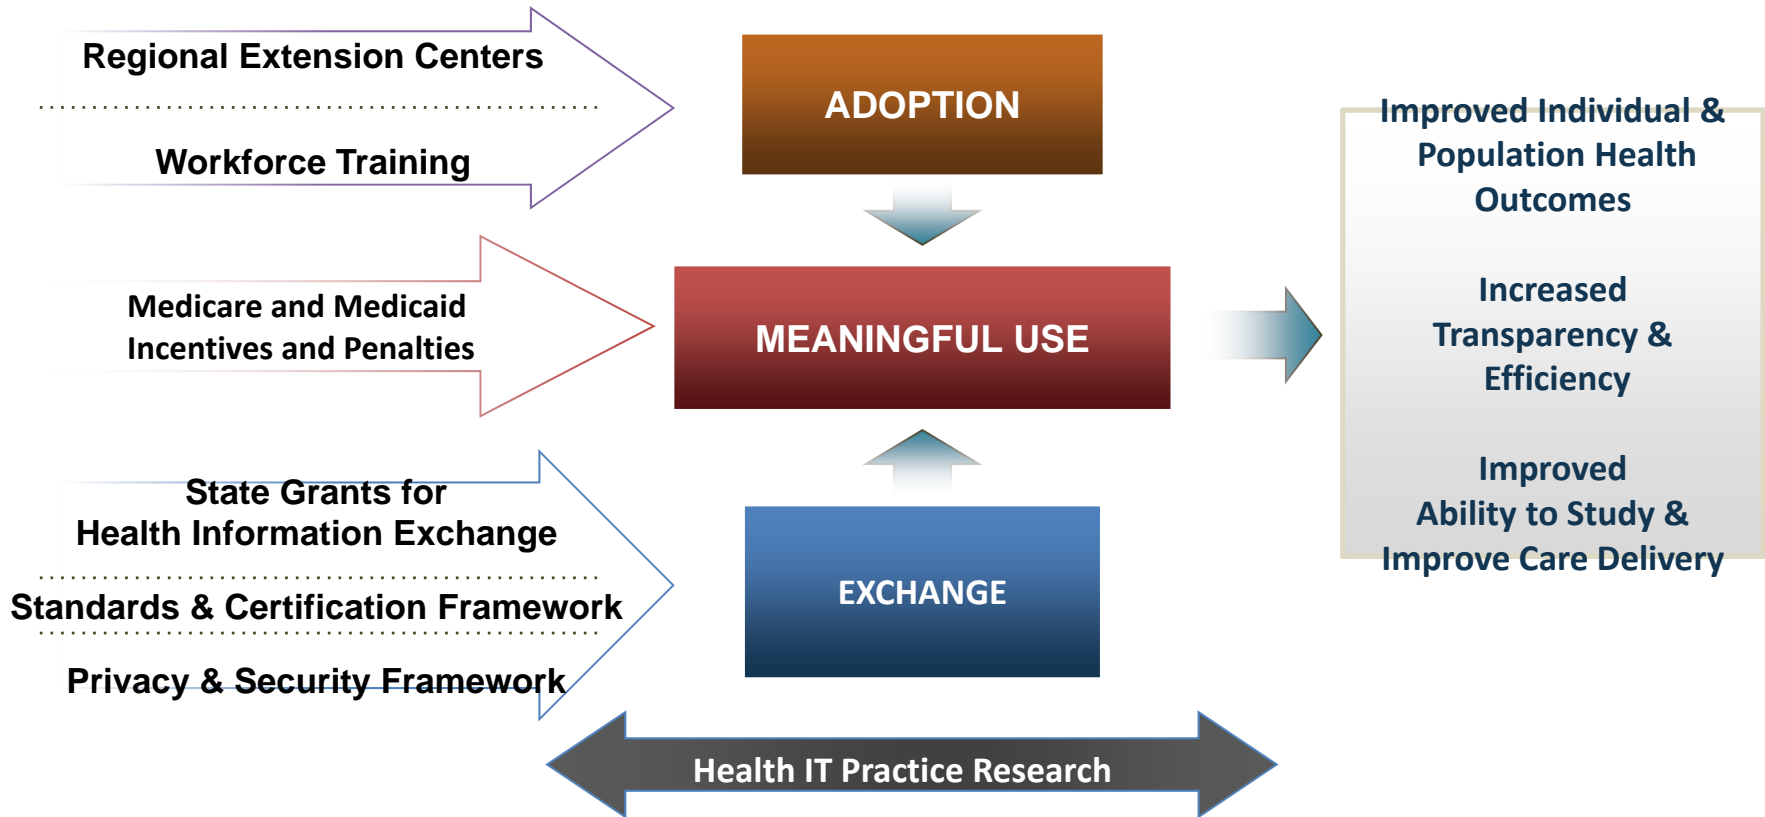 Regional Extension Centers
Workforce Training
ADOPTION
Medicare and Medicaid
Incentives and Penalties
MEANINGFUL USE
State Grants for
Health Information Exchange
Standards & Certification Framework
Privacy & Security Framework
EXCHANGE
Improved Individual &
Population Health
Outcomes
Increased
Transparency &
Efficiency
Improved
Ability to Study &
Improve Care Delivery
Health IT Practice Research